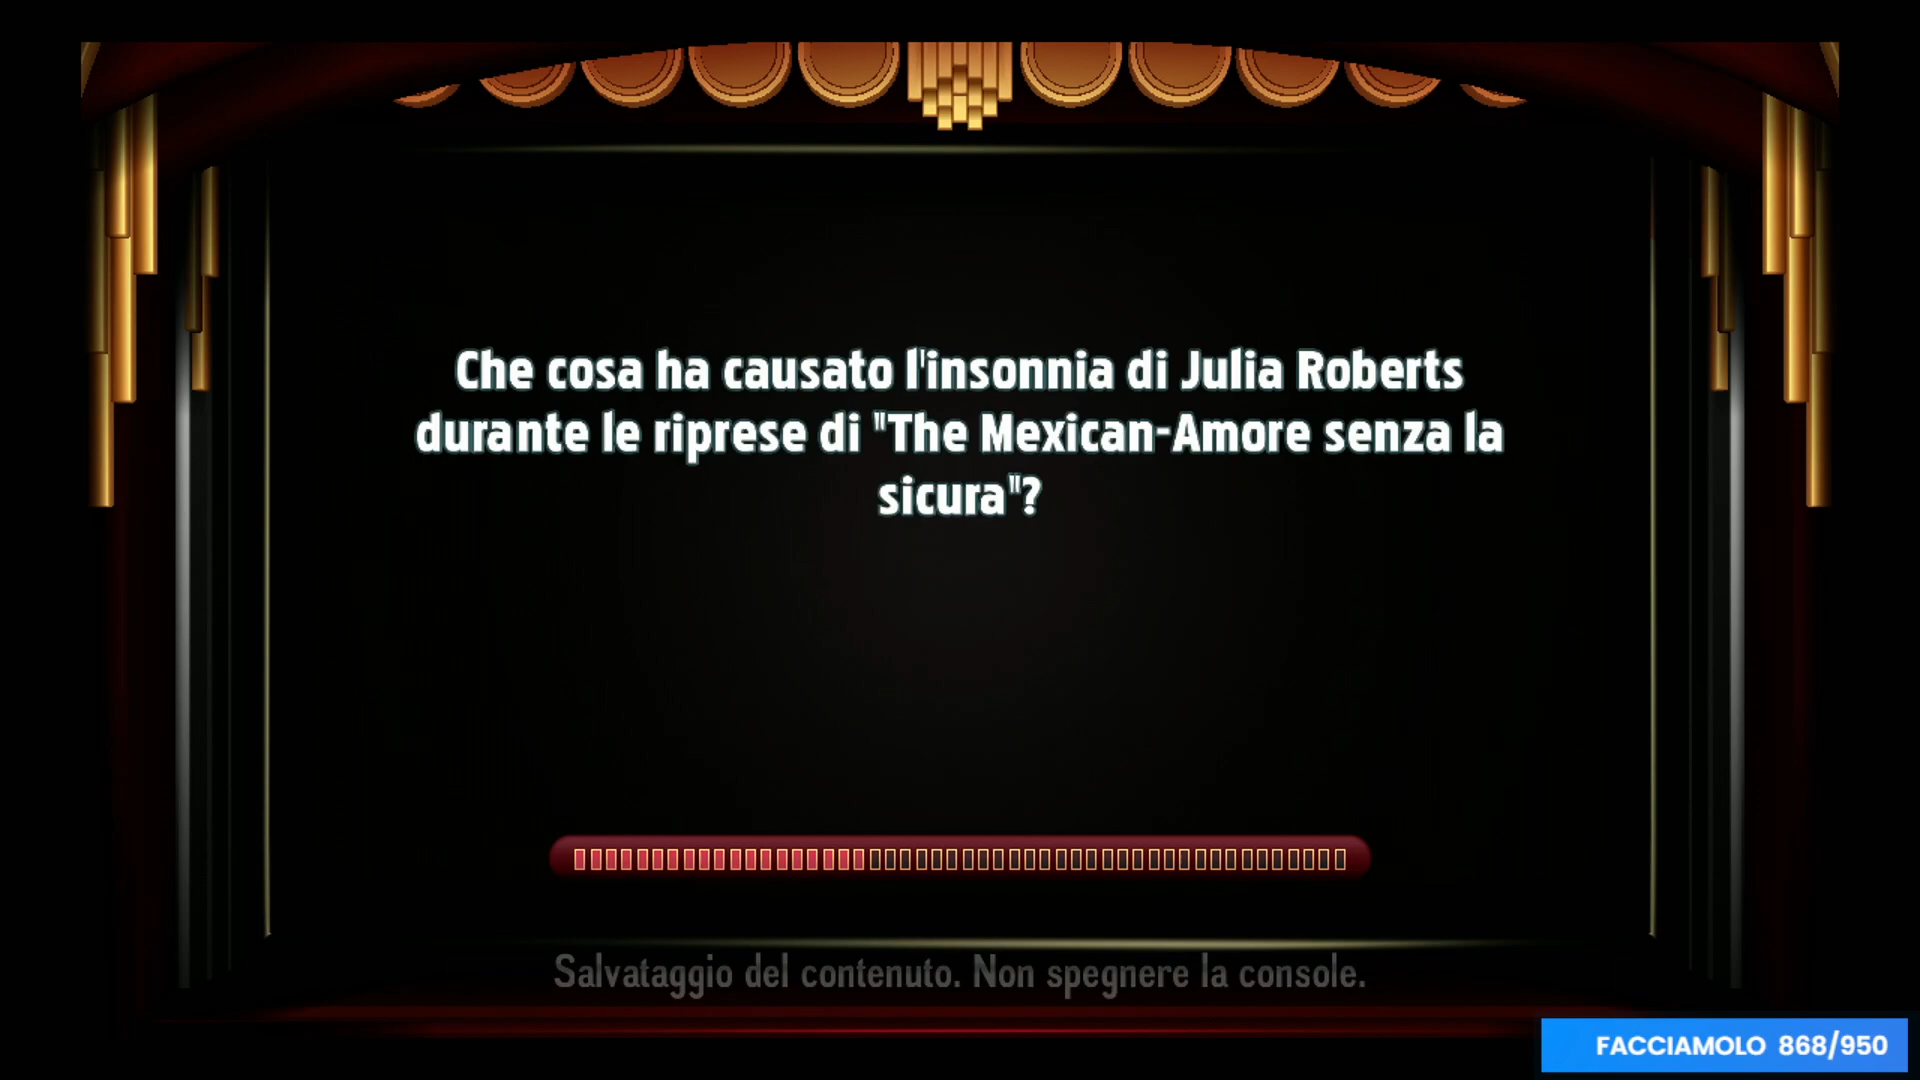 Che cosa ha causato l'insonnia di Julia Roberts
durante le riprese di "The Mexican-Amore senza la
sicura"?
Salvataggio del contenuto. Non spegnere la console.
FACCIAMOLO 868/950